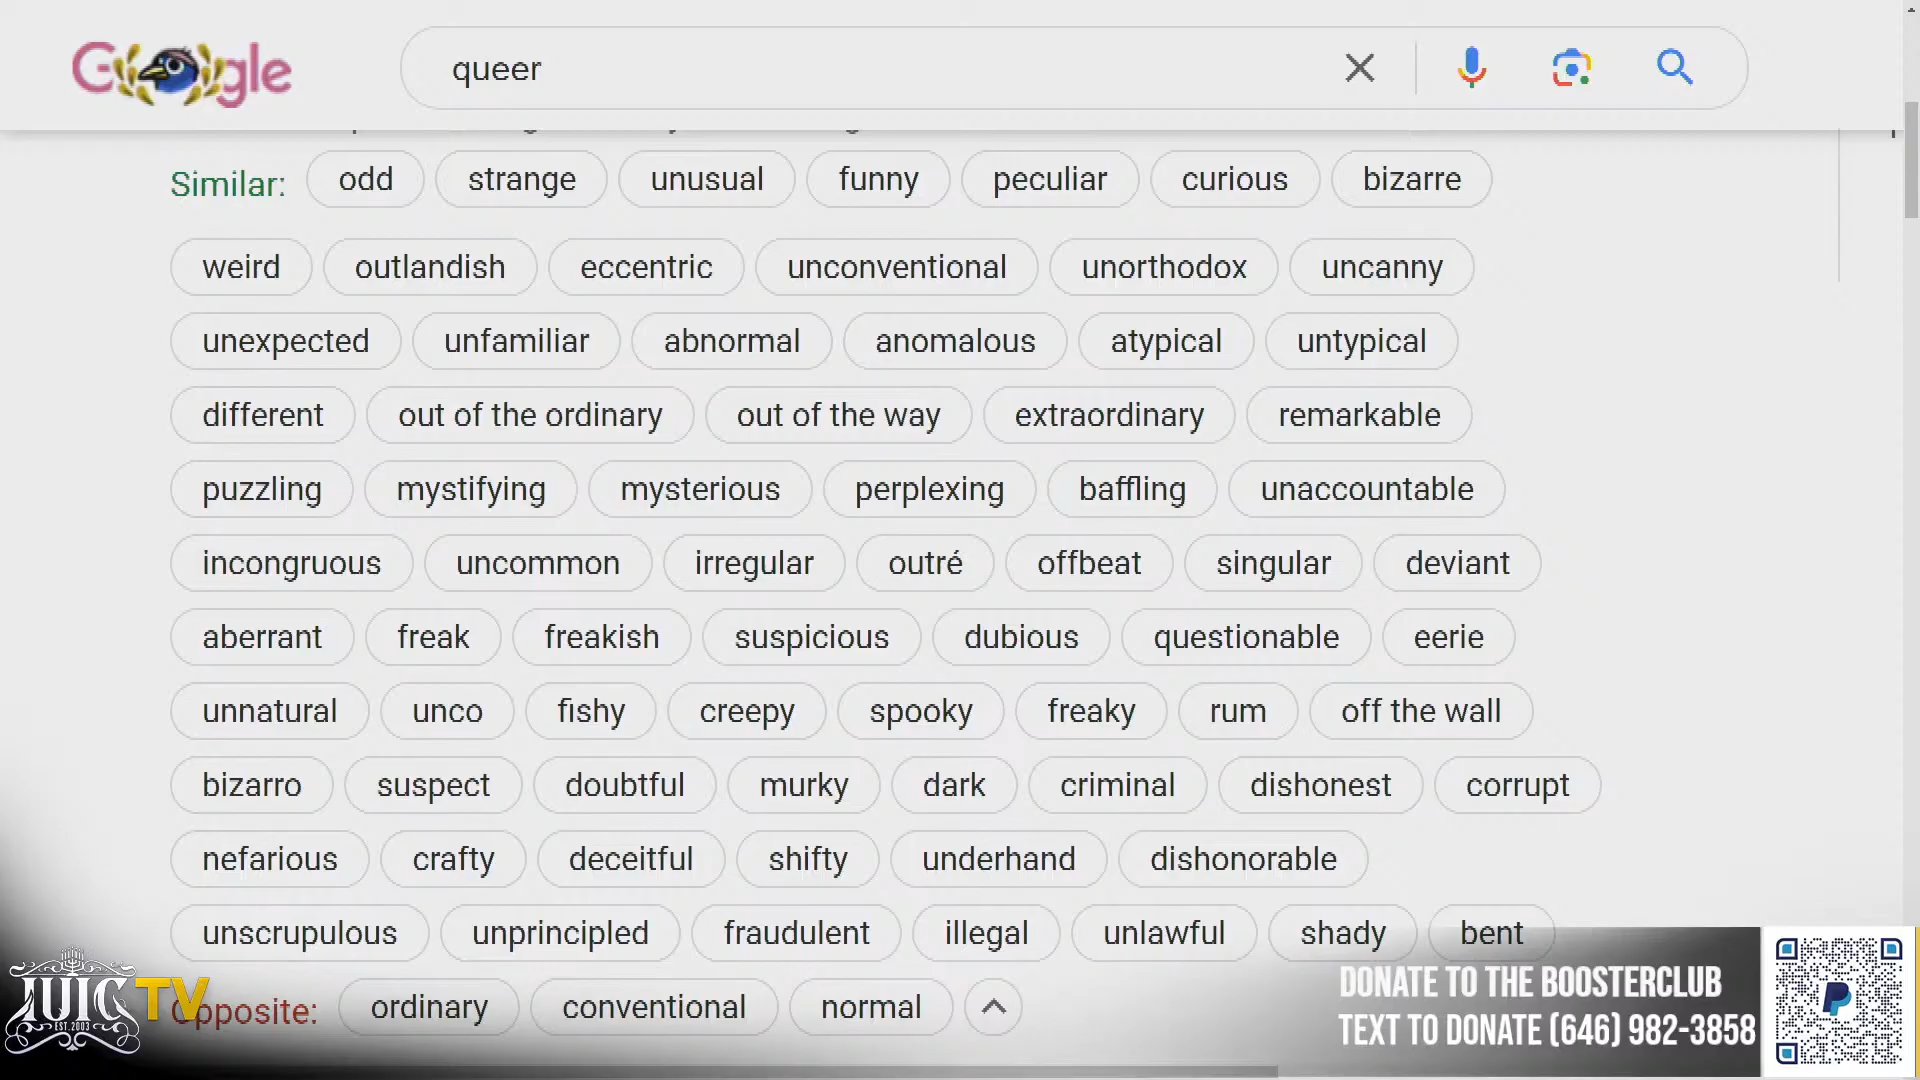 Google
queer
Similar: odd strange unusual funny peculiar curious bizarre
weird outlandish eccentric unconventional unorthodox uncanny
unexpected unfamiliar abnormal anomalous atypical untypical
different out of the ordinary out of the way extraordinary remarkable
puzzling mystifying mysterious perplexing baffling unaccountable
incongruous uncommon irregular outré offbeat singular deviant
aberrant freak freakish suspicious dubious questionable eerie
unnatural unco fishy creepy spooky freaky rum off the wall
bizarro suspect doubtful murky dark criminal dishonest corrupt
nefarious crafty deceitful shifty underhand dishonorable
unscrupulous unprincipled fraudulent illegal unlawful shady bent
Opposite: ordinary conventional normal
IUIC TV
EST. 2003
DONATE TO THE BOOSTERCLUB
TEXT TO DONATE (646) 982-3858